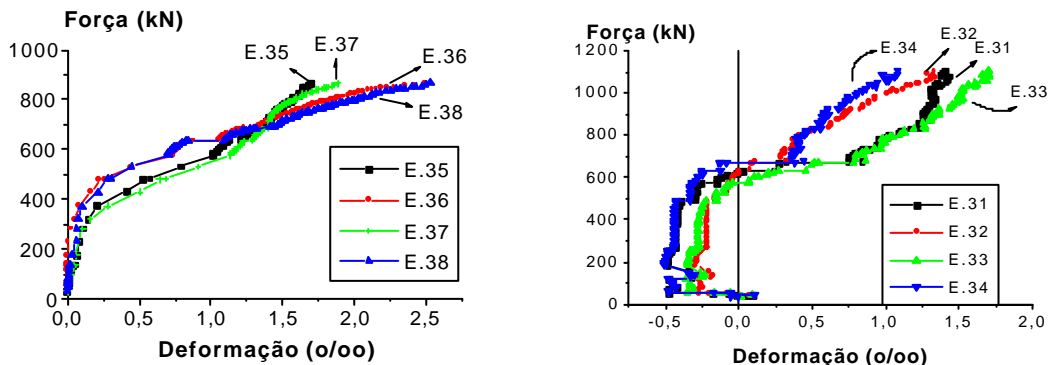 Força (kN)
E.35
E.37
E.36
E.38
1000
800
600
400
200
0
0,0
0,5
1,0
1,5
2,0
2,5
E.35
E.36
E.37
E.38
Deformação (o/oo)
Força (kN)
E.34
E.32
E.31
E.33
1200
1000
800
600
400
200
0
-0,5
0,0
0,5
1,0
1,5
2,0
E.31
E.32
E.33
E.34
Deformação (o/oo)